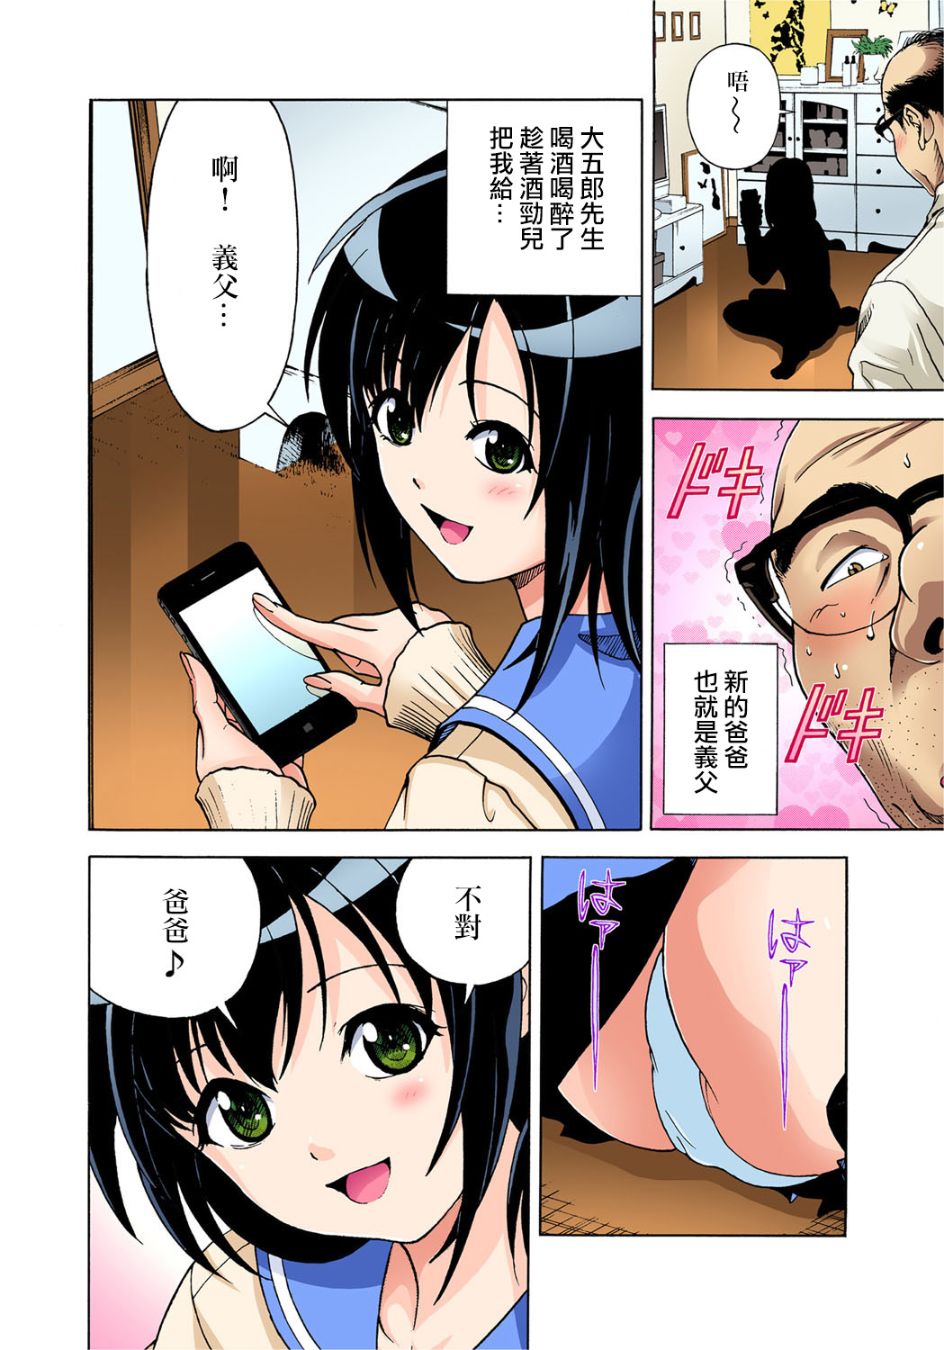 唔～
ドキ
ドキ
新的爸爸
也就是義父
大五郎先生
喝酒喝醉了
趁著酒勁兒
把我給…
啊！
義父…
はァー
はァー
不對
爸爸♪